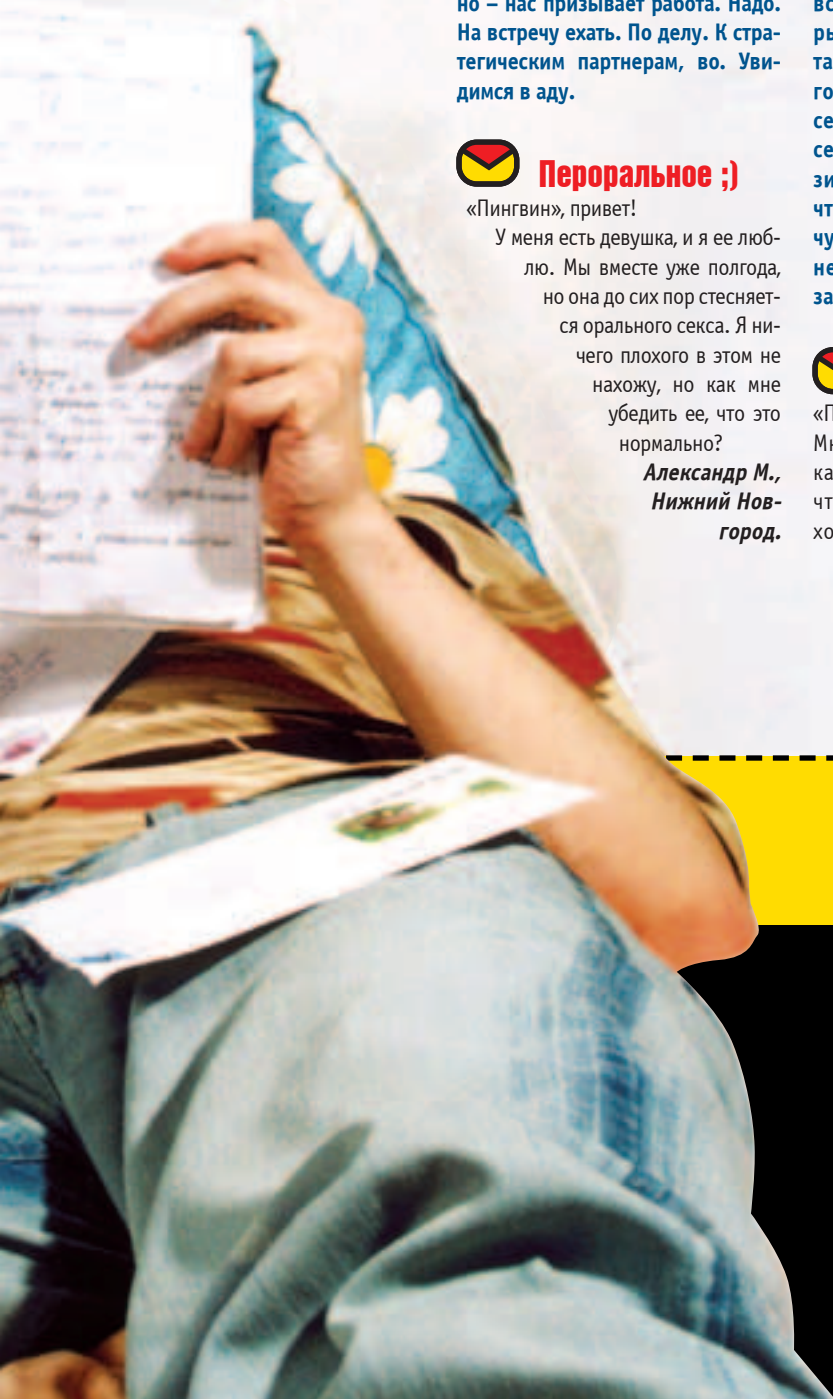 но – нас призывает работа. Надо.
На встречу ехать. По делу. К стра-
тегическим партнерам, во. Уви-
димся в аду.
Пероральное ;)
«Пингвин», привет!
У меня есть девушка, и я ее люб-
лю. Мы вместе уже полгода,
но она до сих пор стесняет-
ся орального секса. Я ни-
чего плохого в этом не
нахожу, но как мне
убедить ее, что это
нормально?
Александр М.,
Нижний Нов-
город.